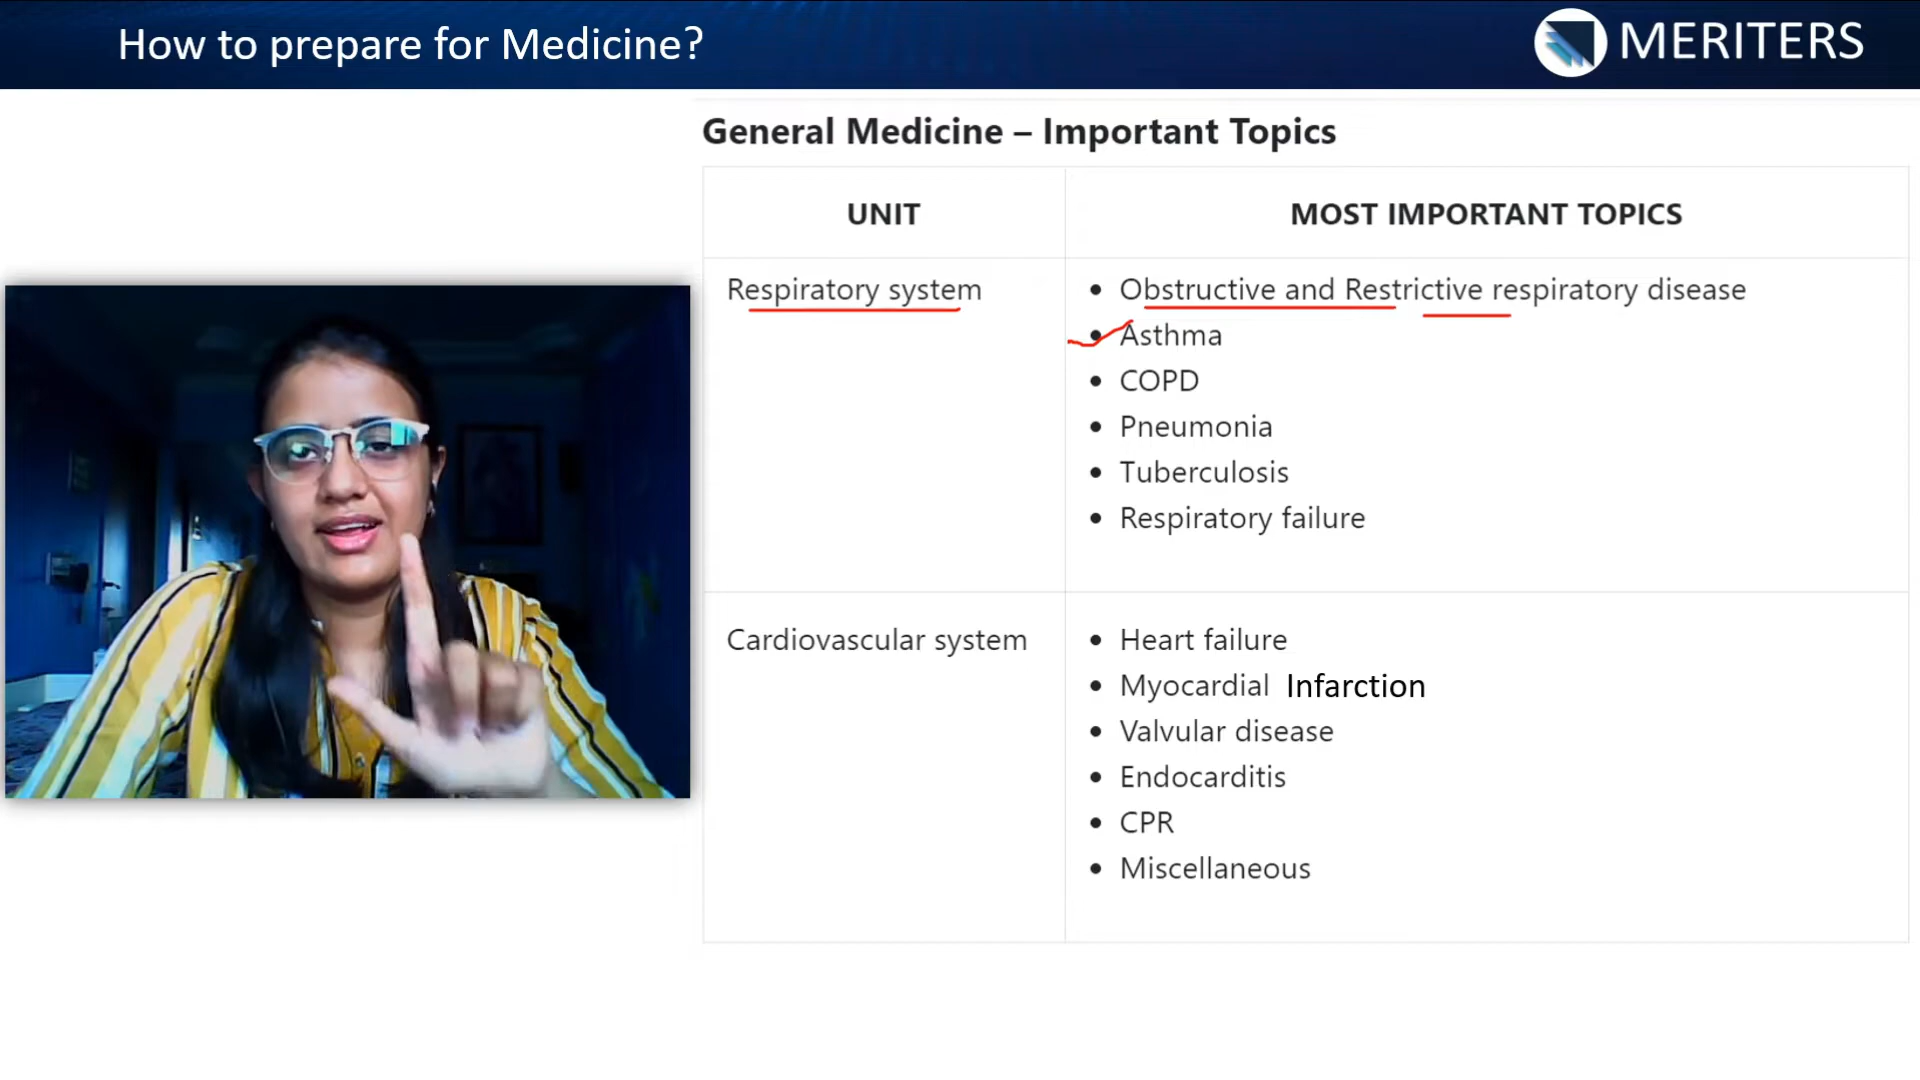 How to prepare for Medicine?
MERITERS
General Medicine – Important Topics
UNIT
MOST IMPORTANT TOPICS
Respiratory system
• Obstructive and Restrictive respiratory disease
• Asthma
• COPD
• Pneumonia
• Tuberculosis
• Respiratory failure
Cardiovascular system
• Heart failure
• Myocardial Infarction
• Valvular disease
• Endocarditis
• CPR
• Miscellaneous